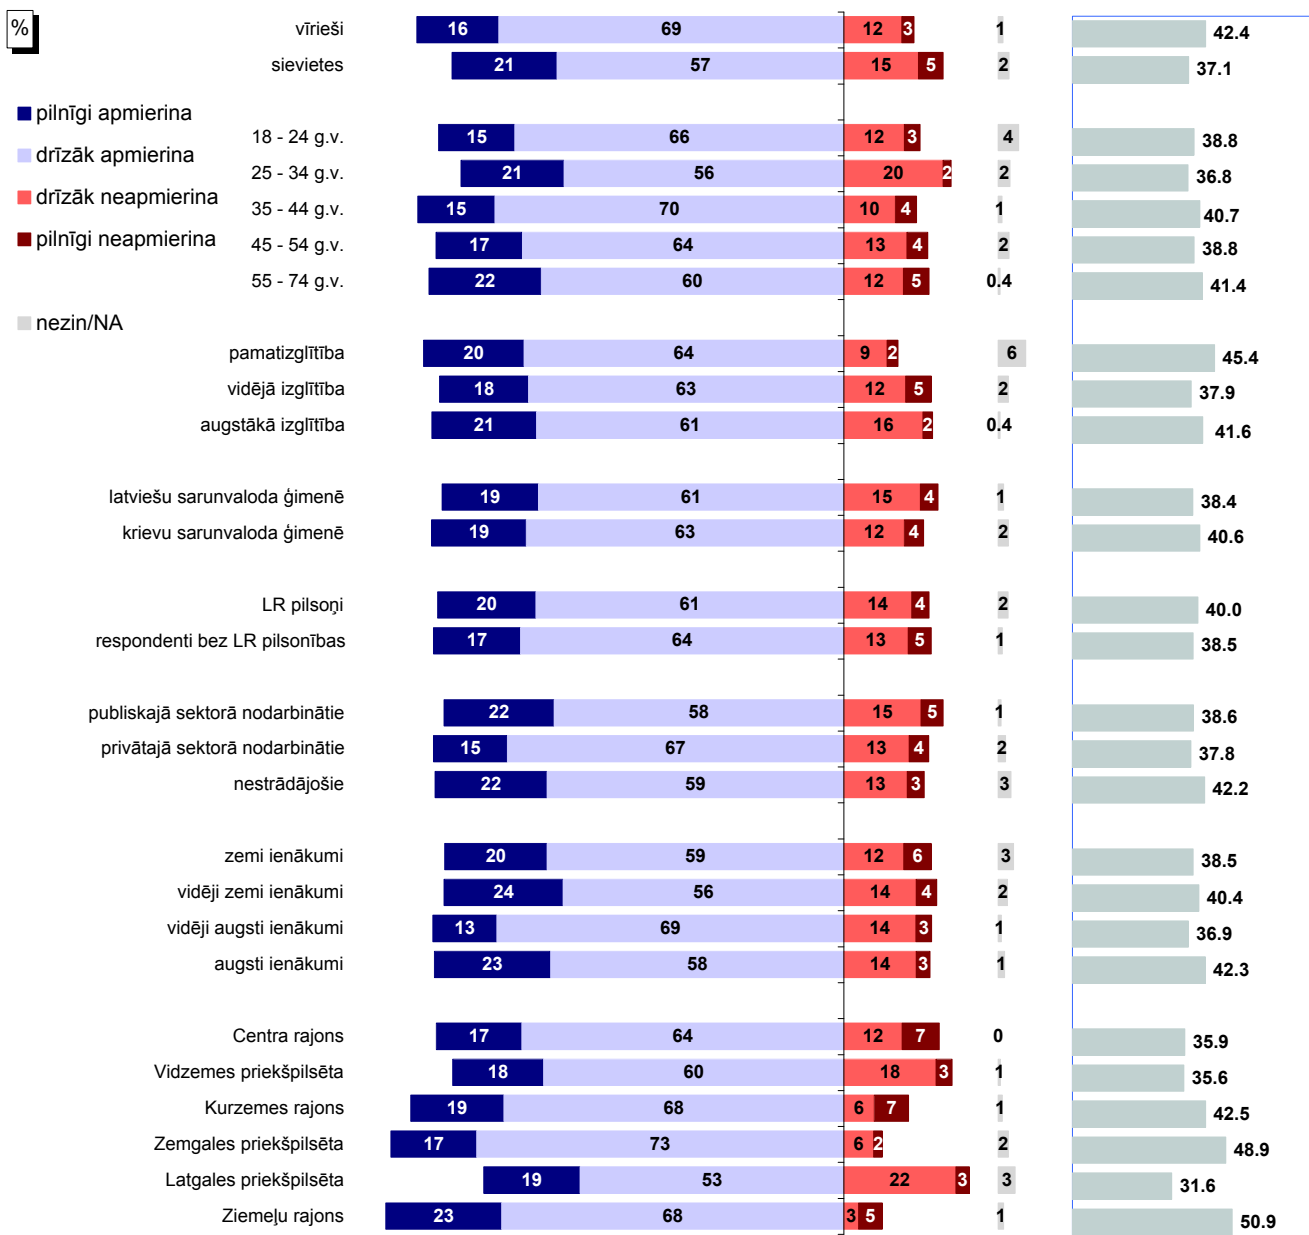 %
vīrieši 16 69 12 3 1 42.4
sievietes 21 57 15 5 2 37.1
pilnīgi apmierina
18 - 24 g.v. 15 66 12 3 4 38.8
drīzāk apmierina
25 - 34 g.v. 21 56 20 2 2 36.8
drīzāk neapmierina
35 - 44 g.v. 15 70 10 4 1 40.7
pilnīgi neapmierina
45 - 54 g.v. 17 64 13 4 2 38.8
55 - 74 g.v. 22 60 12 5 0.4 41.4
nezin/NA
pamatizglītība 20 64 9 2 6 45.4
vidējā izglītība 18 63 12 5 2 37.9
augstākā izglītība 21 61 16 2 0.4 41.6
latviešu sarunvaloda ģimenē 19 61 15 4 1 38.4
krievu sarunvaloda ģimenē 19 63 12 4 2 40.6
LR pilsoņi 20 61 14 4 2 40.0
respondenti bez LR pilsonības 17 64 13 5 1 38.5
publiskajā sektorā nodarbinātie 22 58 15 5 1 38.6
privātajā sektorā nodarbinātie 15 67 13 4 2 37.8
nestrādājošie 22 59 13 3 3 42.2
zemi ienākumi 20 59 12 6 3 38.5
vidēji zemi ienākumi 24 56 14 4 2 40.4
vidēji augsti ienākumi 13 69 14 3 1 36.9
augsti ienākumi 23 58 14 3 1 42.3
Centra rajons 17 64 12 7 0 35.9
Vidzemes priekšpilsēta 18 60 18 3 1 35.6
Kurzemes rajons 19 68 6 7 1 42.5
Zemgales priekšpilsēta 17 73 6 2 2 48.9
Latgales priekšpilsēta 19 53 22 3 3 31.6
Ziemeļu rajons 23 68 3 5 1 50.9